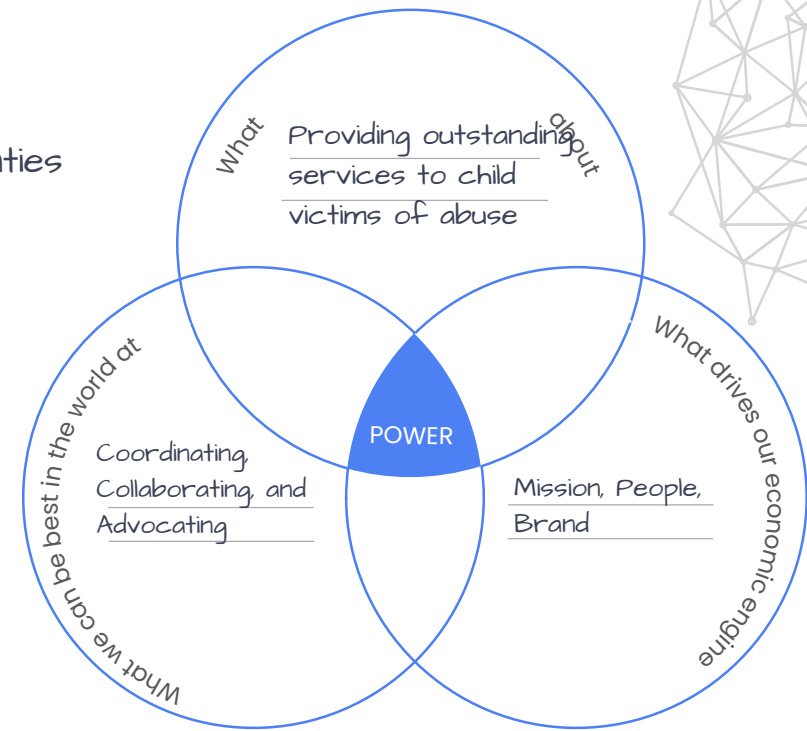 What about
Providing outstanding
services to child
victims of abuse
What we can be best in the world at
Coordinating,
Collaborating, and
Advocating
POWER
What drives our economic engine
Mission, People,
Brand